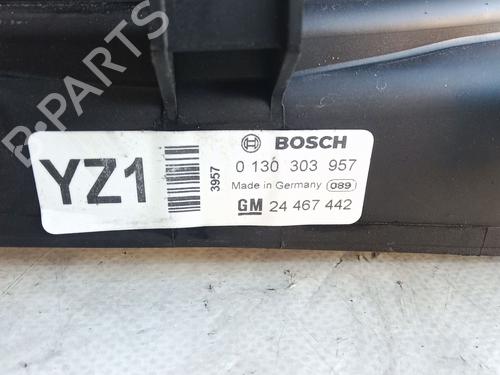 B-PARTS
YZ1
3957
BOSCH
0 130 303 957
Made in Germany 089
GM 24 467 442